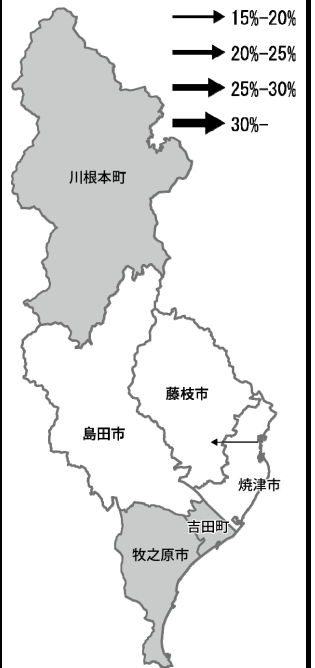 15%-20%
20%-25%
25%-30%
30%-
川根本町
藤枝市
島田市
焼津市
吉田町
牧之原市